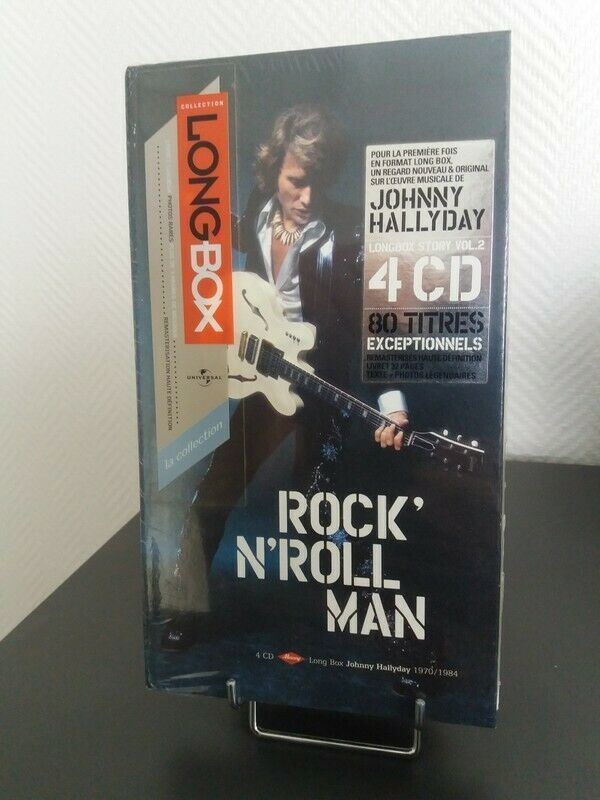 COLLECTION
LONGBOX
PHOTOS RARES
REMASTERISATION HAUTE DÉFINITION
UNIVERSAL
la collection
POUR LA PREMIÈRE FOIS
EN FORMAT LONG BOX,
UN REGARD NOUVEAU & ORIGINAL
SUR L'ŒUVRE MUSICALE DE
JOHNNY
HALLYDAY
LONGBOX STORY VOL.2
4 CD
80 TITRES
EXCEPTIONNELS
REMASTERISÉS HAUTE DÉFINITION
LIVRET 32 PAGES
TEXTE + PHOTOS LÉGENDAIRES
ROCK'
N'ROLL
MAN
4 CD Mercury Long Box Johnny Hallyday 1970/1984